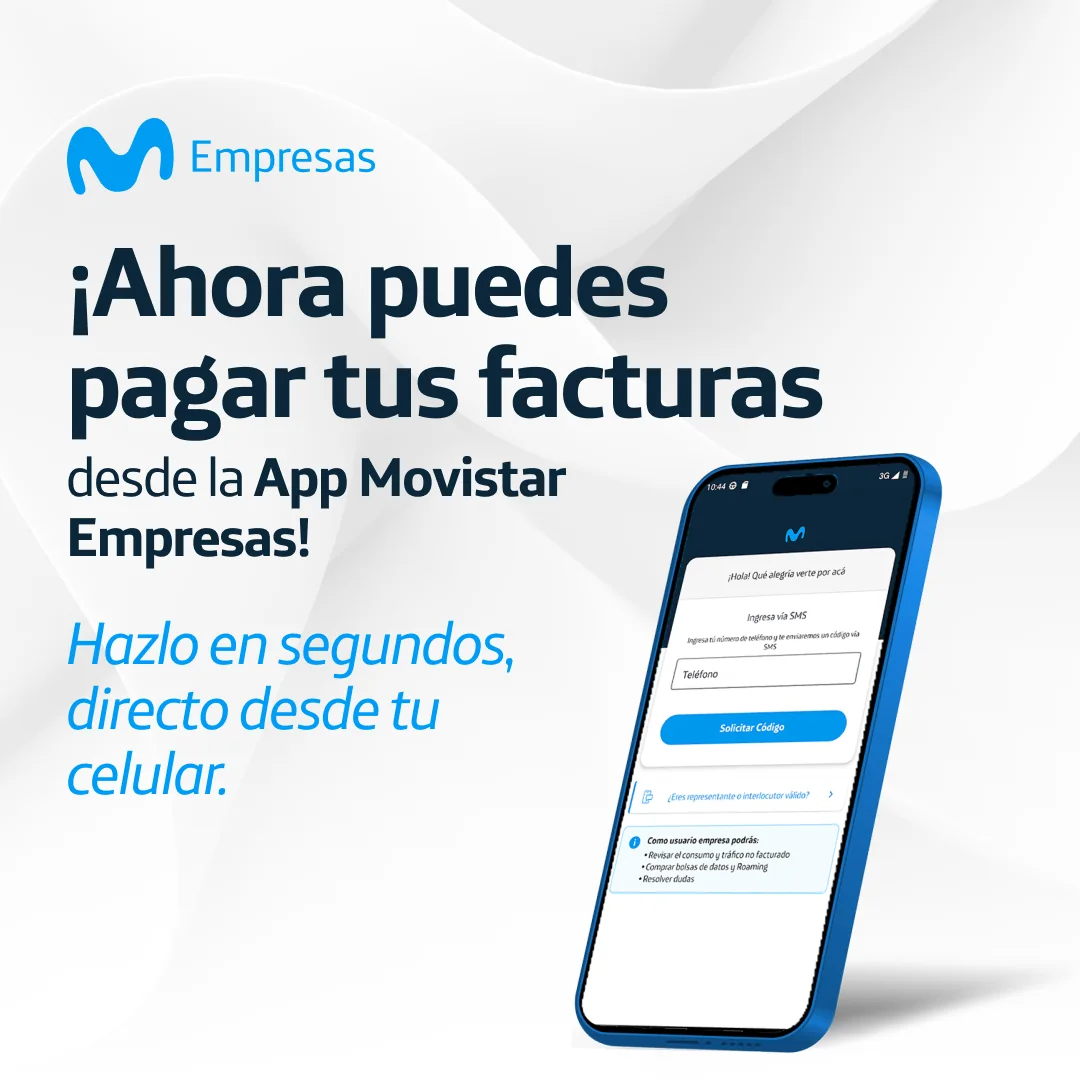 Empresas
¡Ahora puedes
pagar tus facturas
desde la App Movistar
Empresas!
Hazlo en segundos,
directo desde tu
celular.
10:44
3G
¡Hola! Qué alegría verte por acá
Ingresa vía SMS
Ingresa tú número de teléfono y te enviaremos un código vía
SMS
Teléfono
Solicitar Código
¿Eres representante o interlocutor válido?
Como usuario empresa podrás:
• Revisar el consumo y tráfico no facturado
• Comprar bolsas de datos y Roaming
• Resolver dudas